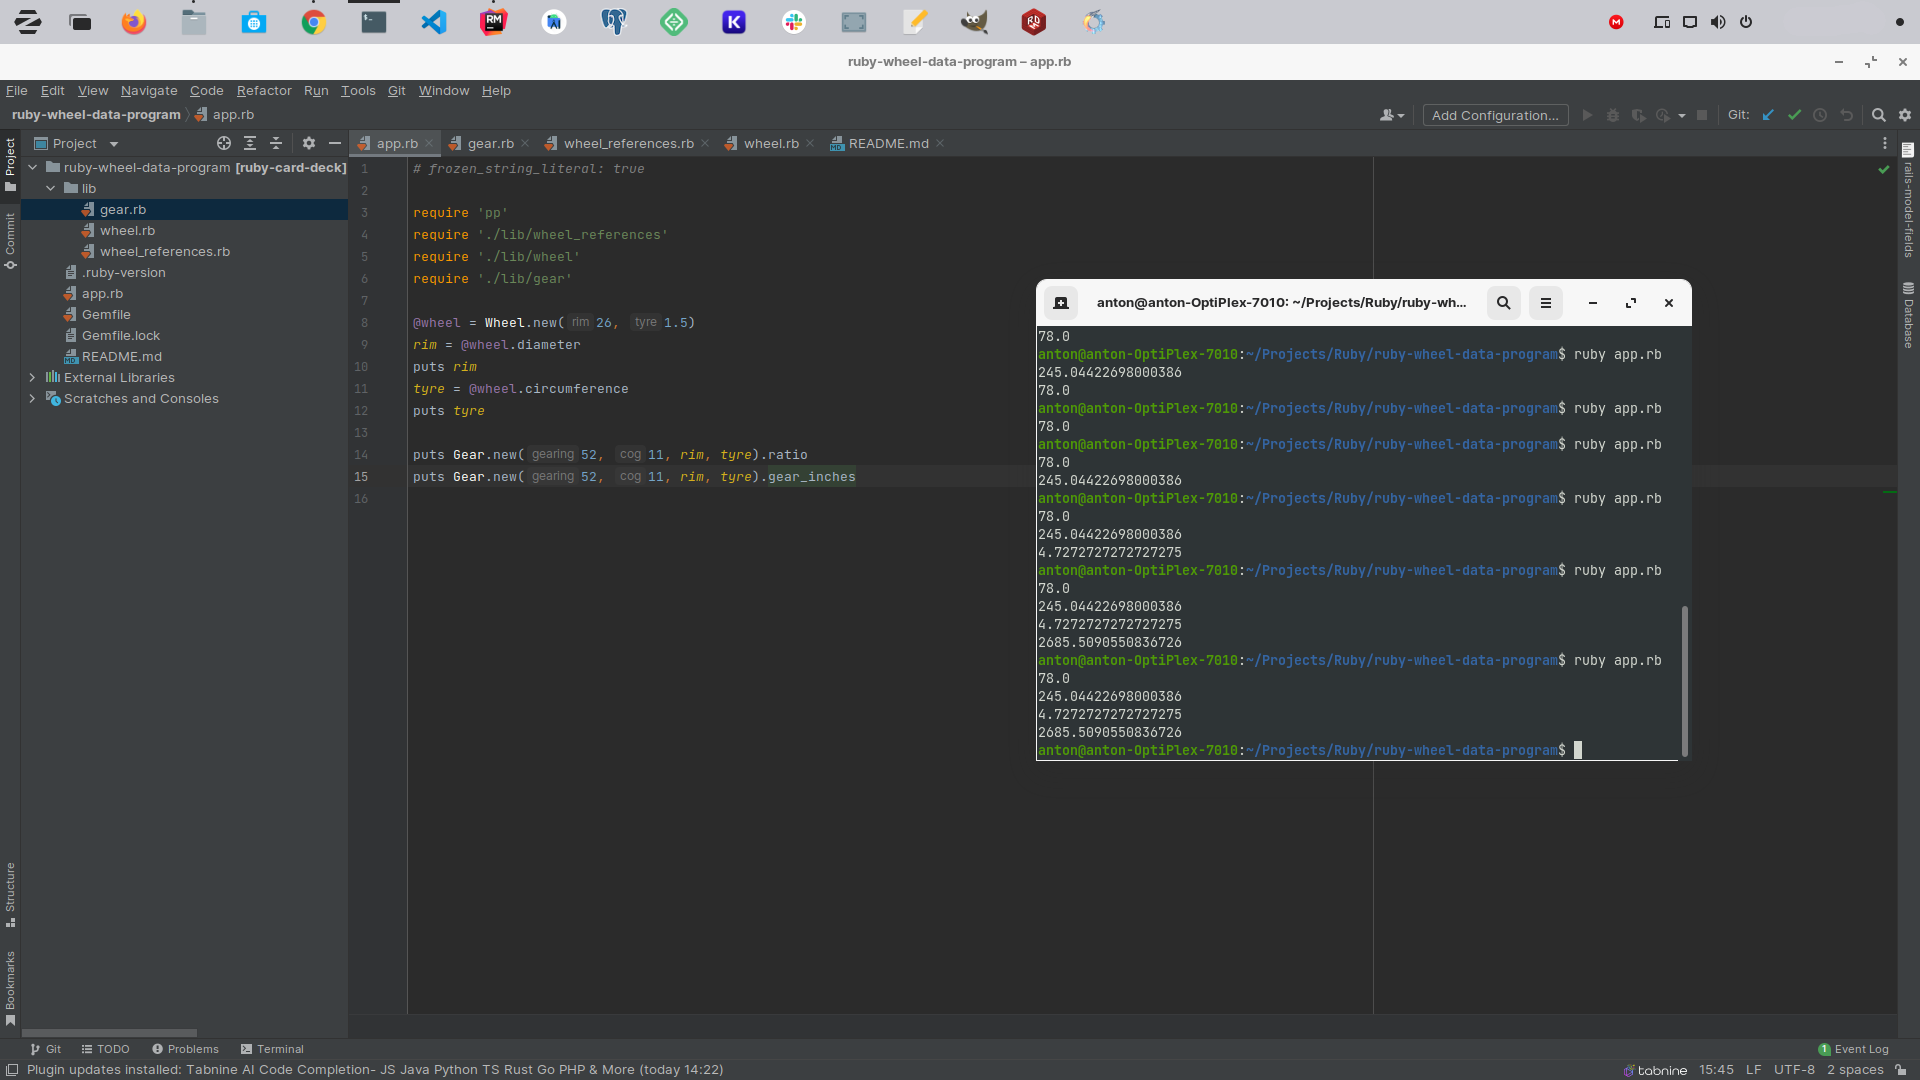 ruby-wheel-data-program – app.rb
File Edit View Navigate Code Refactor Run Tools Git Window Help
ruby-wheel-data-program app.rb
Add Configuration...
Git:
Project
Commit
Structure
Bookmarks
Project
ruby-wheel-data-program [ruby-card-deck]
lib
gear.rb
wheel.rb
wheel_references.rb
.ruby-version
app.rb
Gemfile
Gemfile.lock
README.md
External Libraries
Scratches and Consoles
app.rb gear.rb wheel_references.rb wheel.rb README.md
1 # frozen_string_literal: true
2
3 require 'pp'
4 require './lib/wheel_references'
5 require './lib/wheel'
6 require './lib/gear'
7
8 @wheel = Wheel.new( rim 26, tyre 1.5)
9 rim = @wheel.diameter
10 puts rim
11 tyre = @wheel.circumference
12 puts tyre
13
14 puts Gear.new( gearing 52, cog 11, rim, tyre).ratio
15 puts Gear.new( gearing 52, cog 11, rim, tyre).gear_inches
16
anton@anton-OptiPlex-7010: ~/Projects/Ruby/ruby-wh...
78.0
anton@anton-OptiPlex-7010:~/Projects/Ruby/ruby-wheel-data-program$ ruby app.rb
245.04422698000386
78.0
anton@anton-OptiPlex-7010:~/Projects/Ruby/ruby-wheel-data-program$ ruby app.rb
78.0
anton@anton-OptiPlex-7010:~/Projects/Ruby/ruby-wheel-data-program$ ruby app.rb
78.0
245.04422698000386
anton@anton-OptiPlex-7010:~/Projects/Ruby/ruby-wheel-data-program$ ruby app.rb
78.0
245.04422698000386
4.7272727272727275
anton@anton-OptiPlex-7010:~/Projects/Ruby/ruby-wheel-data-program$ ruby app.rb
78.0
245.04422698000386
4.7272727272727275
2685.5090550836726
anton@anton-OptiPlex-7010:~/Projects/Ruby/ruby-wheel-data-program$ ruby app.rb
78.0
245.04422698000386
4.7272727272727275
2685.5090550836726
anton@anton-OptiPlex-7010:~/Projects/Ruby/ruby-wheel-data-program$
rails-model-fields
Database
Git TODO Problems Terminal
1 Event Log
Plugin updates installed: Tabnine AI Code Completion- JS Java Python TS Rust Go PHP & More (today 14:22)
tabnine 15:45 LF UTF-8 2 spaces